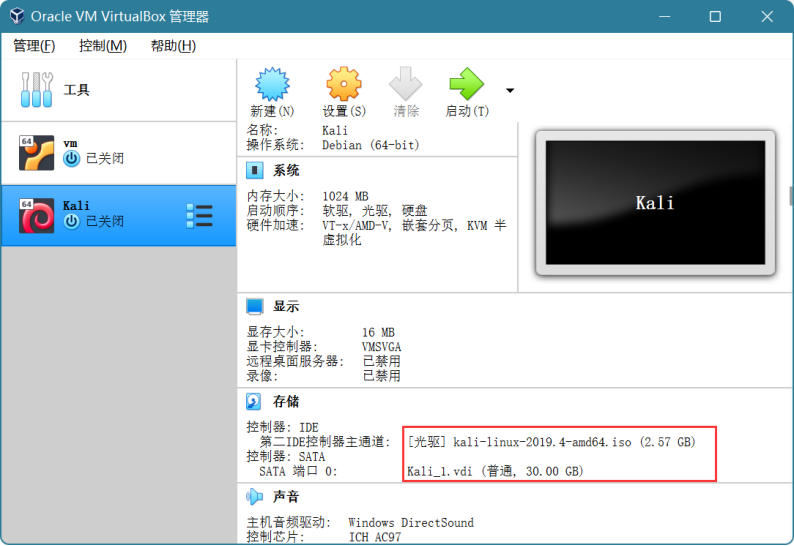 Oracle VM VirtualBox 管理器
管理(F) 控制(M) 帮助(H)
工具
新建(N) 设置(S) 清除 启动(T)
64 vm
已关闭
64 Kali
已关闭
名称: Kali
操作系统: Debian (64-bit)
系统
内存大小: 1024 MB
启动顺序: 软驱, 光驱, 硬盘
硬件加速: VT-x/AMD-V, 嵌套分页, KVM 半
虚拟化
Kali
显示
显存大小: 16 MB
显卡控制器: VMSVGA
远程桌面服务器: 已禁用
录像: 已禁用
存储
控制器: IDE
第二IDE控制器主通道: [光驱] kali-linux-2019.4-amd64.iso (2.57 GB)
控制器: SATA
SATA 端口 0: Kali_1.vdi (普通, 30.00 GB)
声音
主机音频驱动: Windows DirectSound
控制芯片: ICH AC97